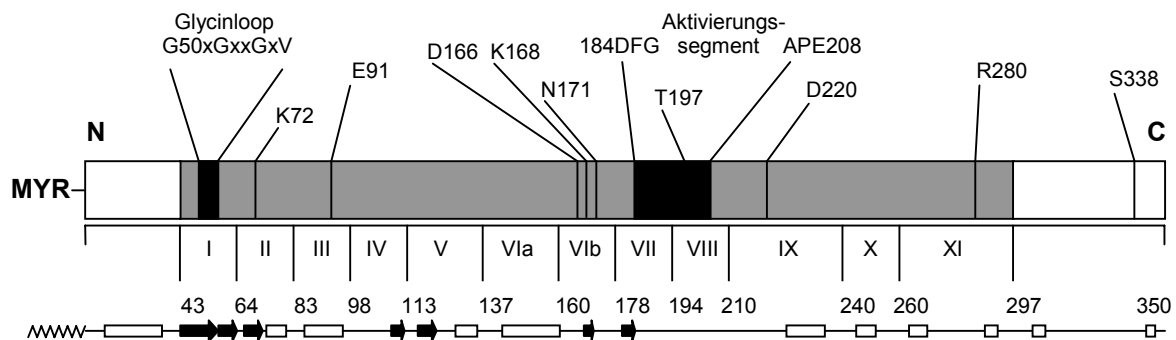 Glycinloop
G50xGxxGxV
K72
E91
D166
K168
N171
184DFG
Aktivierungs-
segment
APE208
T197
D220
R280
S338
N
C
MYR
I II III IV V VIa VIb VII VIII IX X XI
43 64 83 98 113 137 160 178 194 210 240 260 297 350